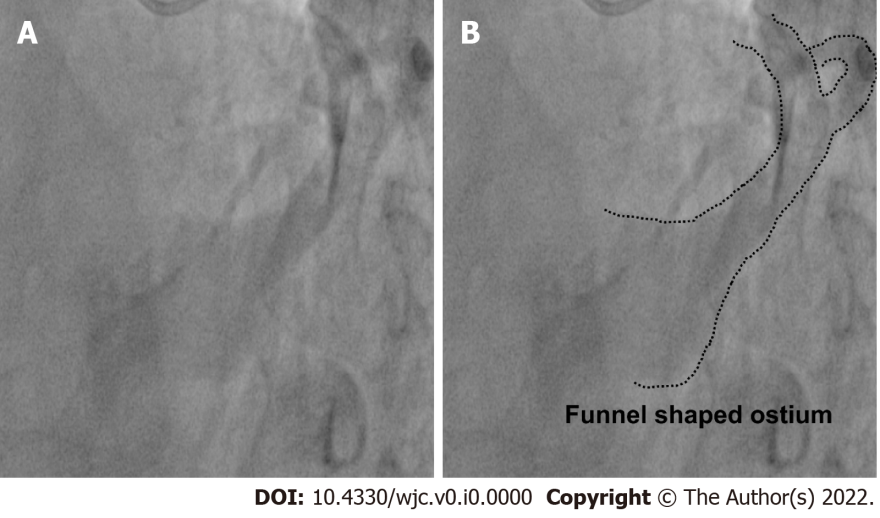 A
B
Funnel shaped ostium
DOI: 10.4330/wjc.v0.i0.0000 Copyright © The Author(s) 2022.